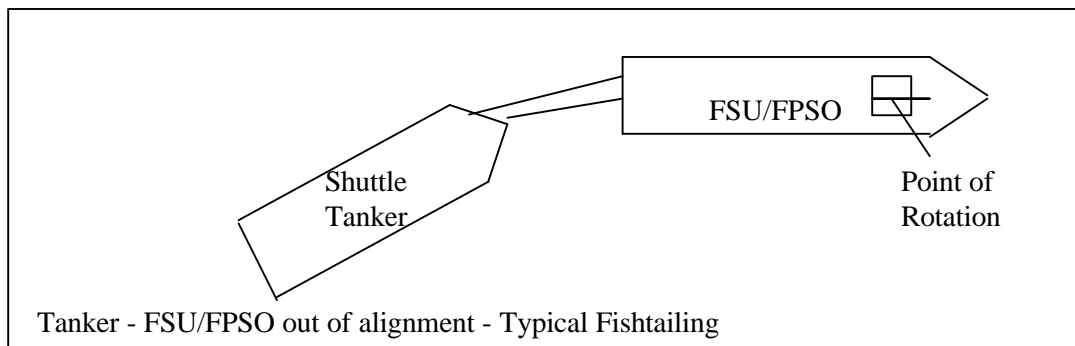 FSU/FPSO
Shuttle
Tanker
Point of
Rotation
Tanker - FSU/FPSO out of alignment - Typical Fishtailing